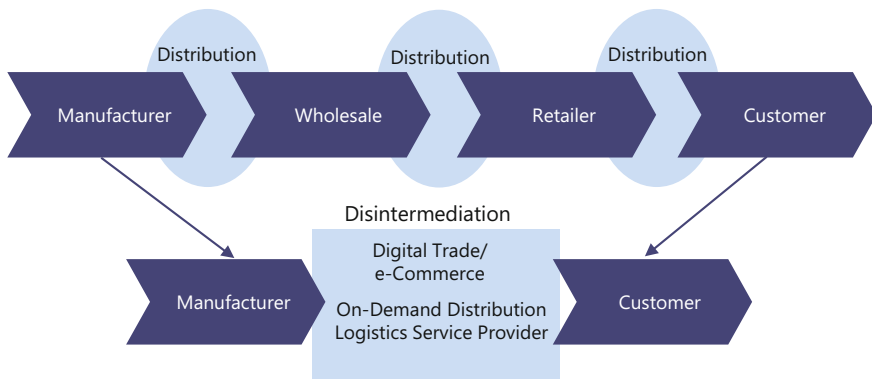 Distribution
Distribution
Distribution
Manufacturer
Wholesale
Retailer
Customer
Disintermediation
Digital Trade/
e-Commerce
Manufacturer
On-Demand Distribution
Logistics Service Provider
Customer